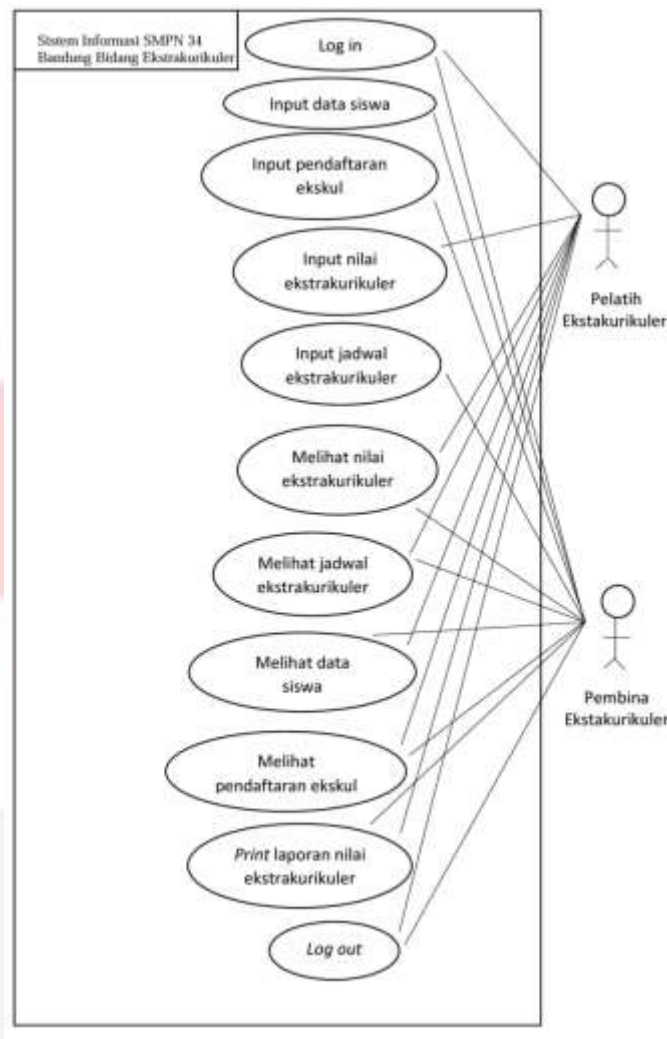 Sistem Informasi SMPN 34
Bandung Bidang Ekstrakurikuler
Log in
Input data siswa
Input pendaftaran
ekskul
Input nilai
ekstrakurikuler
Input jadwal
ekstrakurikuler
Melihat nilai
ekstrakurikuler
Melihat jadwal
ekstrakurikuler
Melihat data
siswa
Melihat
pendaftaran ekskul
Print laporan nilai
ekstrakurikuler
Log out
Pelatih
Ekstakurikuler
Pembina
Ekstakurikuler